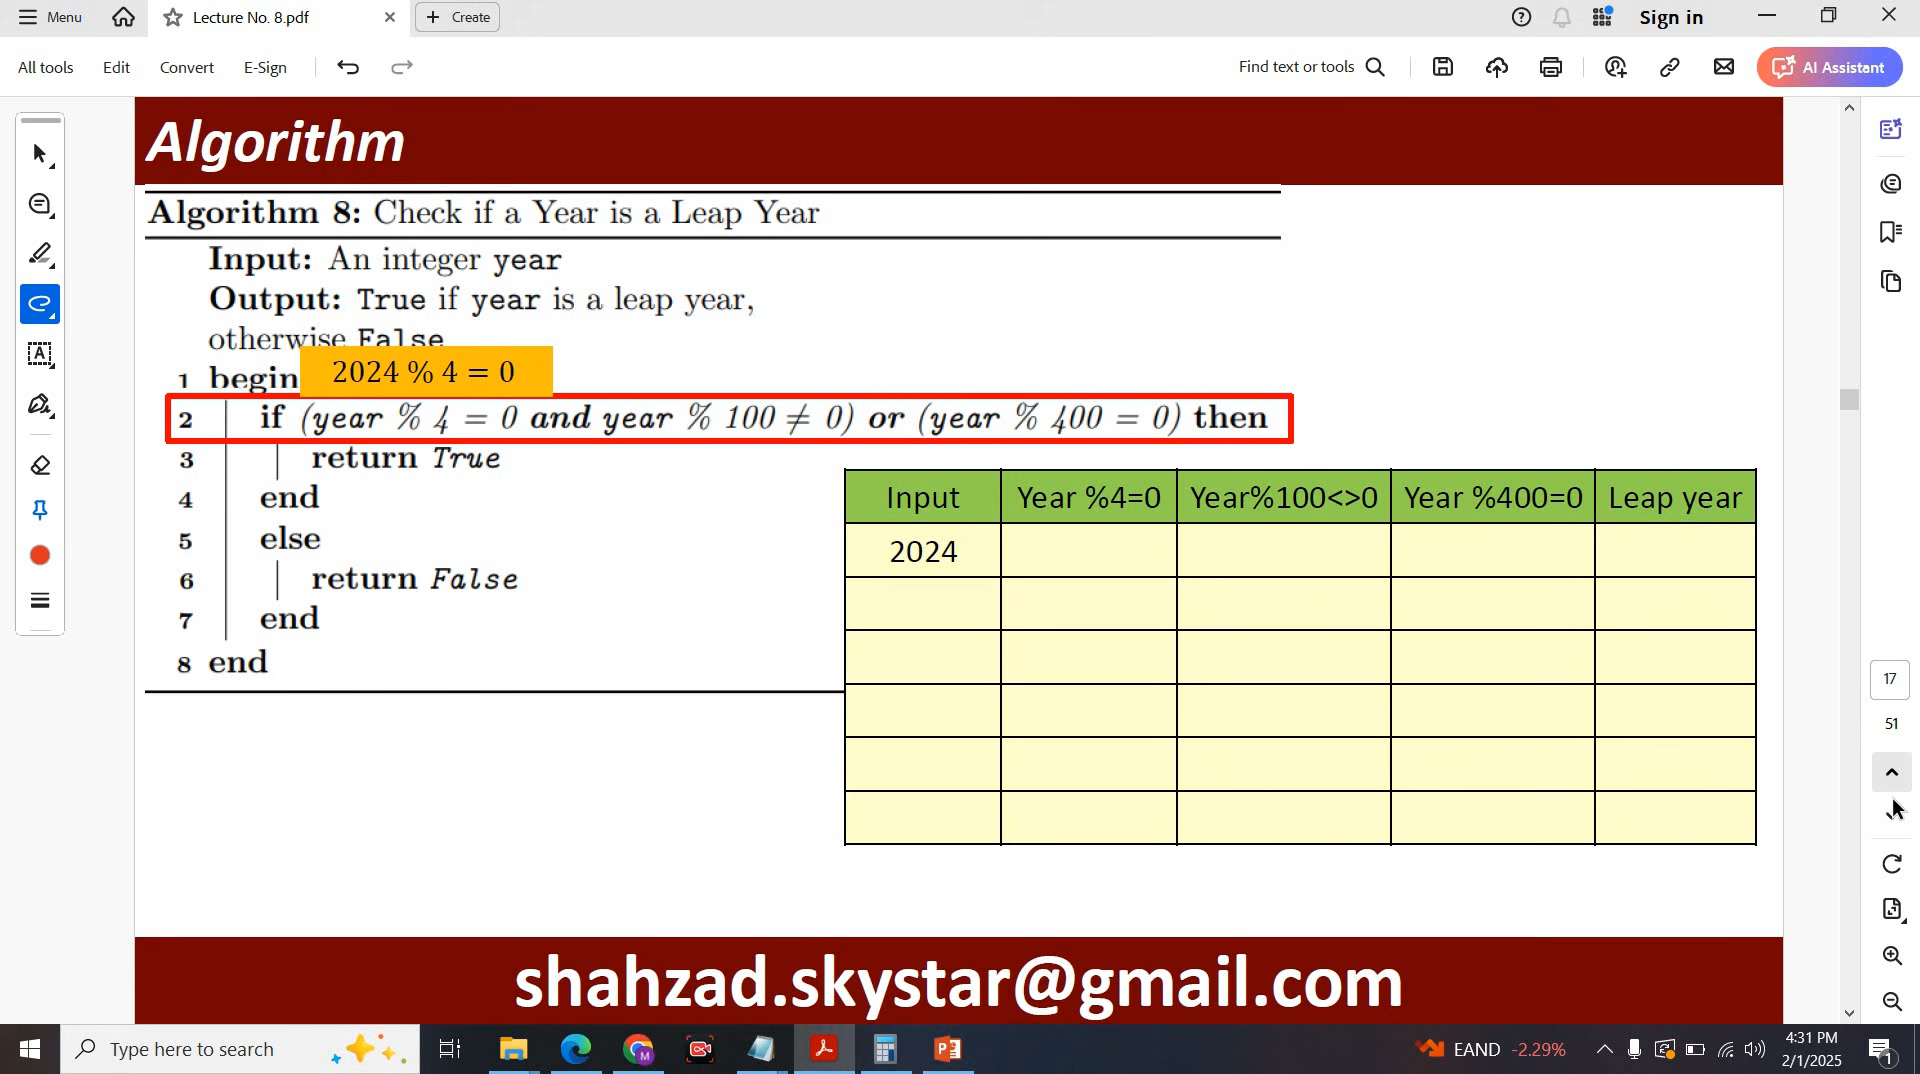 Menu
Lecture No. 8.pdf
Create
Sign in
All tools
Edit
Convert
E-Sign
Find text or tools
AI Assistant
Algorithm
Algorithm 8: Check if a Year is a Leap Year
Input: An integer year
Output: True if year is a leap year,
otherwise False
1 begin
2024 % 4 = 0
2 if (year % 4 = 0 and year % 100 ≠ 0) or (year % 400 = 0) then
3 return True
4 end
5 else
6 return False
7 end
8 end
Input Year %4=0 Year%100<>0 Year %400=0 Leap year
2024
17
51
shahzad.skystar@gmail.com
Type here to search
EAND -2.29%
4:31 PM
2/1/2025
1